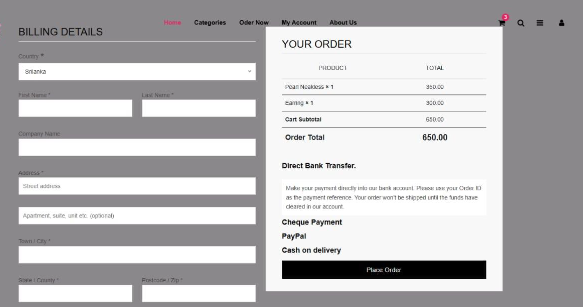 Home Categories Oder Now My Account About Us
3
BILLING DETAILS
Country *
Srilanka
First Name * Last Name *
Company Name
Address *
Street address
Apartment, suite, unit etc. (optional)
Town / City *
State / County * Postcode / Zip *
YOUR ORDER
PRODUCT TOTAL
Pearl Neakless × 1 350.00
Earring × 1 300.00
Cart Subtotal 650.00
Order Total 650.00
Direct Bank Transfer.
Make your payment directly into our bank account. Please use your Order ID
as the payment reference. Your order won't be shipped until the funds have
cleared in our account.
Cheque Payment
PayPal
Cash on delivery
Place Order